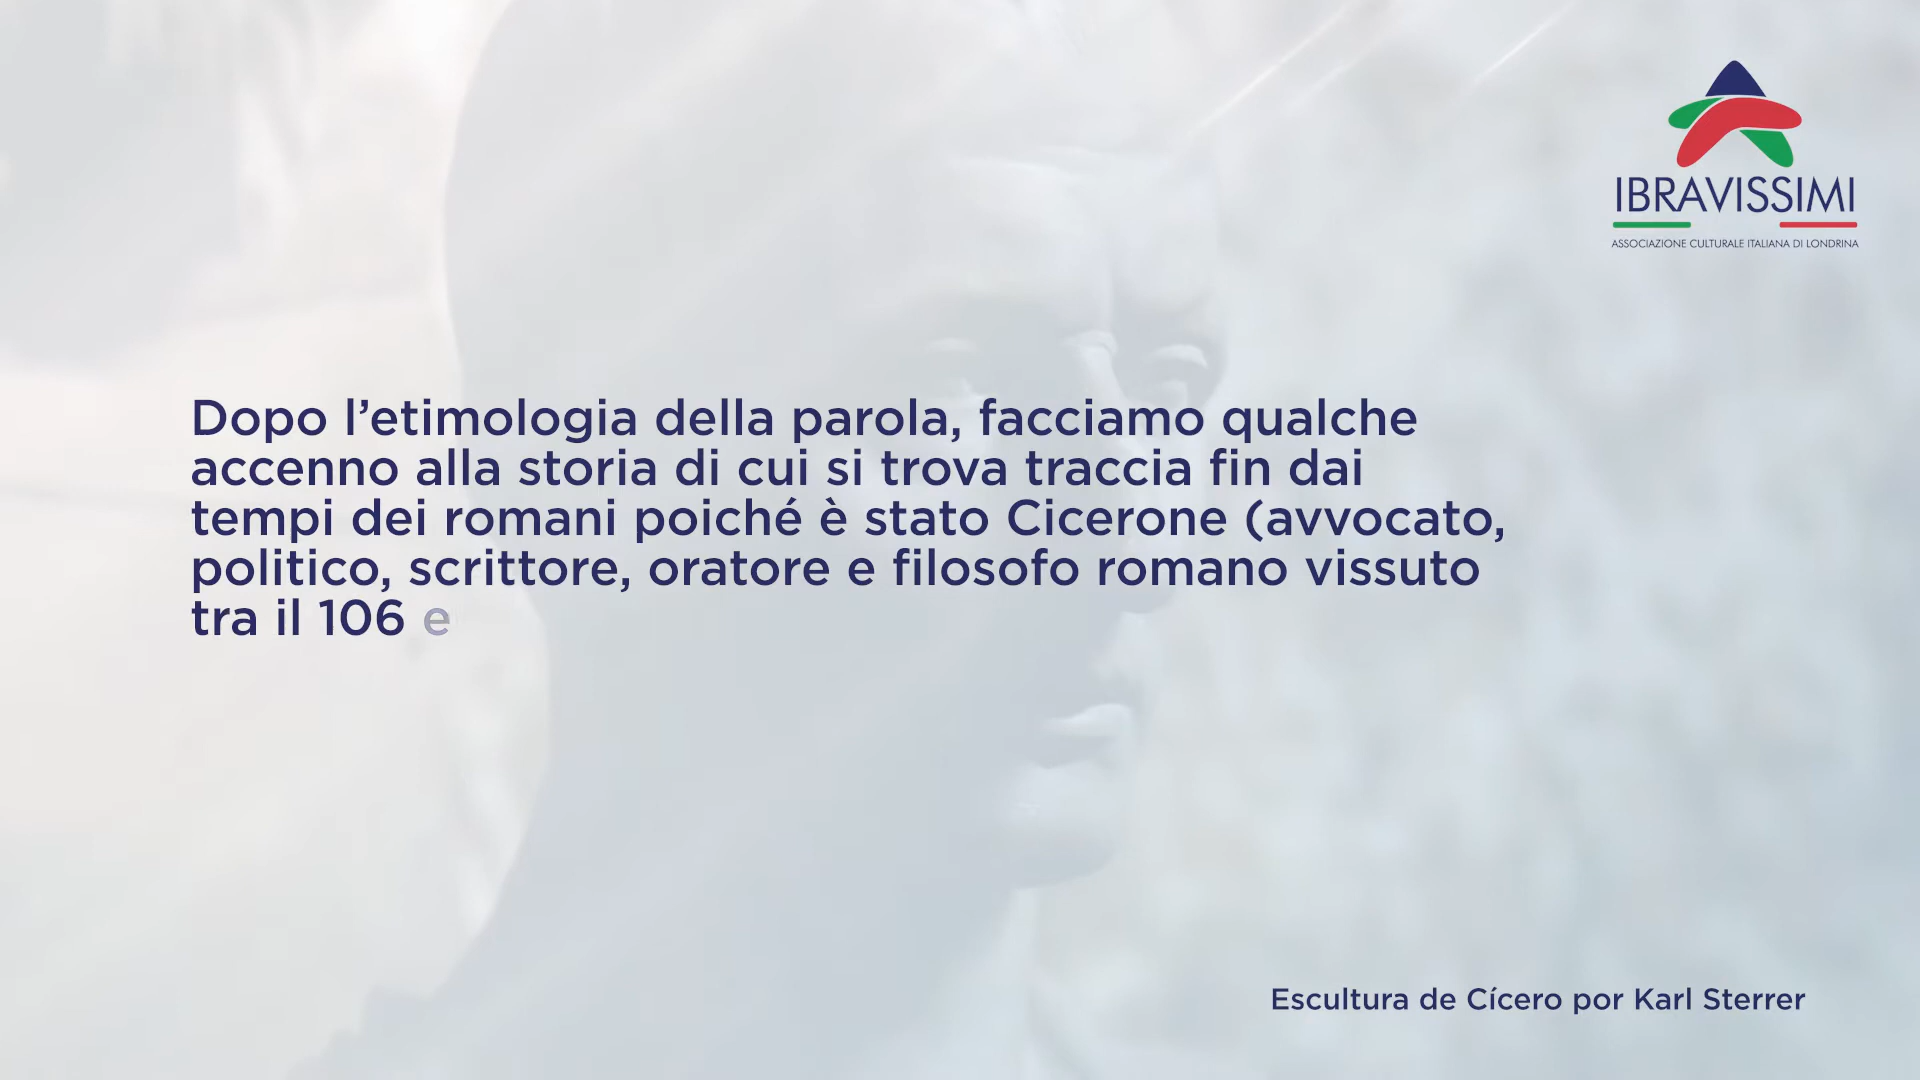 IBRAVISSIMI
ASSOCIAZIONE CULTURALE ITALIANA DI LONDRINA
Dopo l’etimologia della parola, facciamo qualche
accenno alla storia di cui si trova traccia fin dai
tempi dei romani poiché è stato Cicerone (avvocato,
politico, scrittore, oratore e filosofo romano vissuto
tra il 106 e
Escultura de Cícero por Karl Sterrer